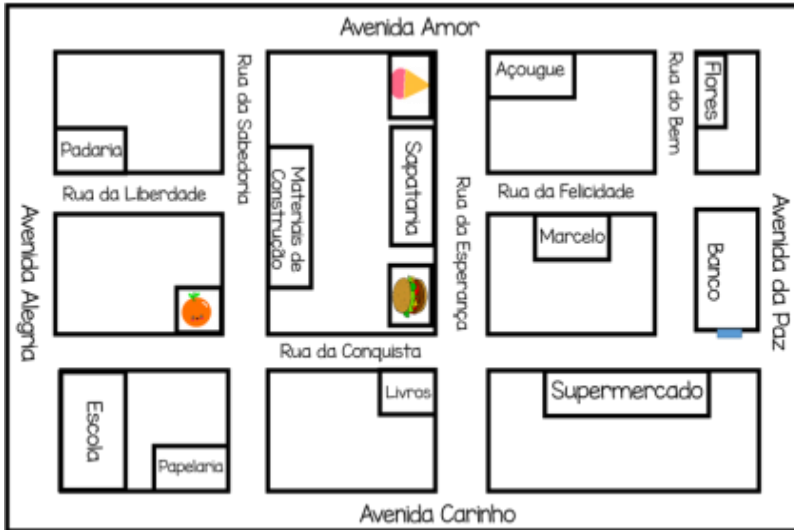 Avenida Amor
Rua da Sabedoria
Açougue
Rua do Bem
Flores
Padaria
Materiais de
Construção
Sapataria
Rua da Liberdade
Rua da Esperança
Rua da Felicidade
Avenida Alegria
Marcelo
Banco
Avenida da Paz
Rua da Conquista
Escola
Papelaria
Livros
Supermercado
Avenida Carinho